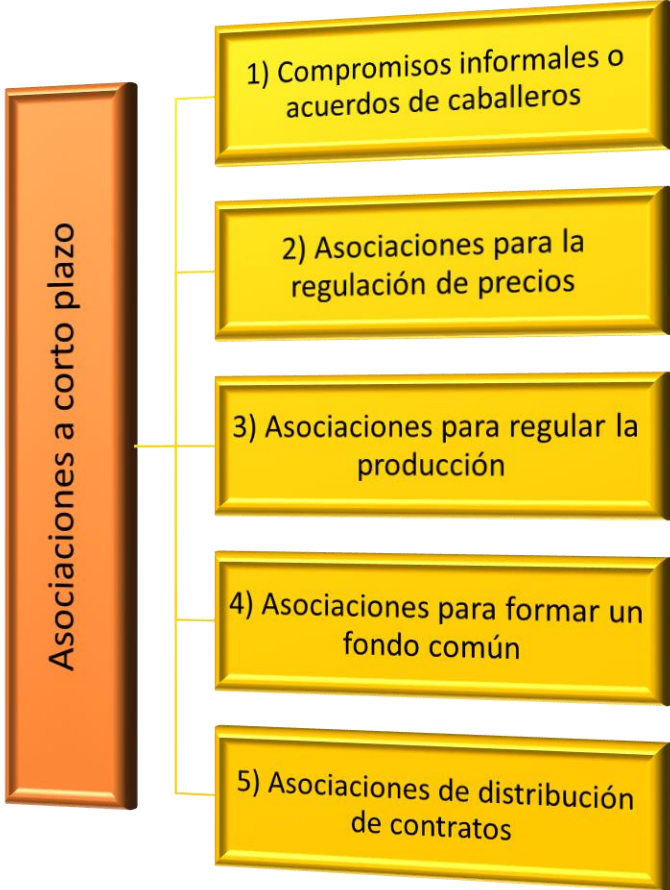 Asociaciones a corto plazo
1) Compromisos informales o
acuerdos de caballeros
2) Asociaciones para la
regulación de precios
3) Asociaciones para regular la
producción
4) Asociaciones para formar un
fondo común
5) Asociaciones de distribución
de contratos